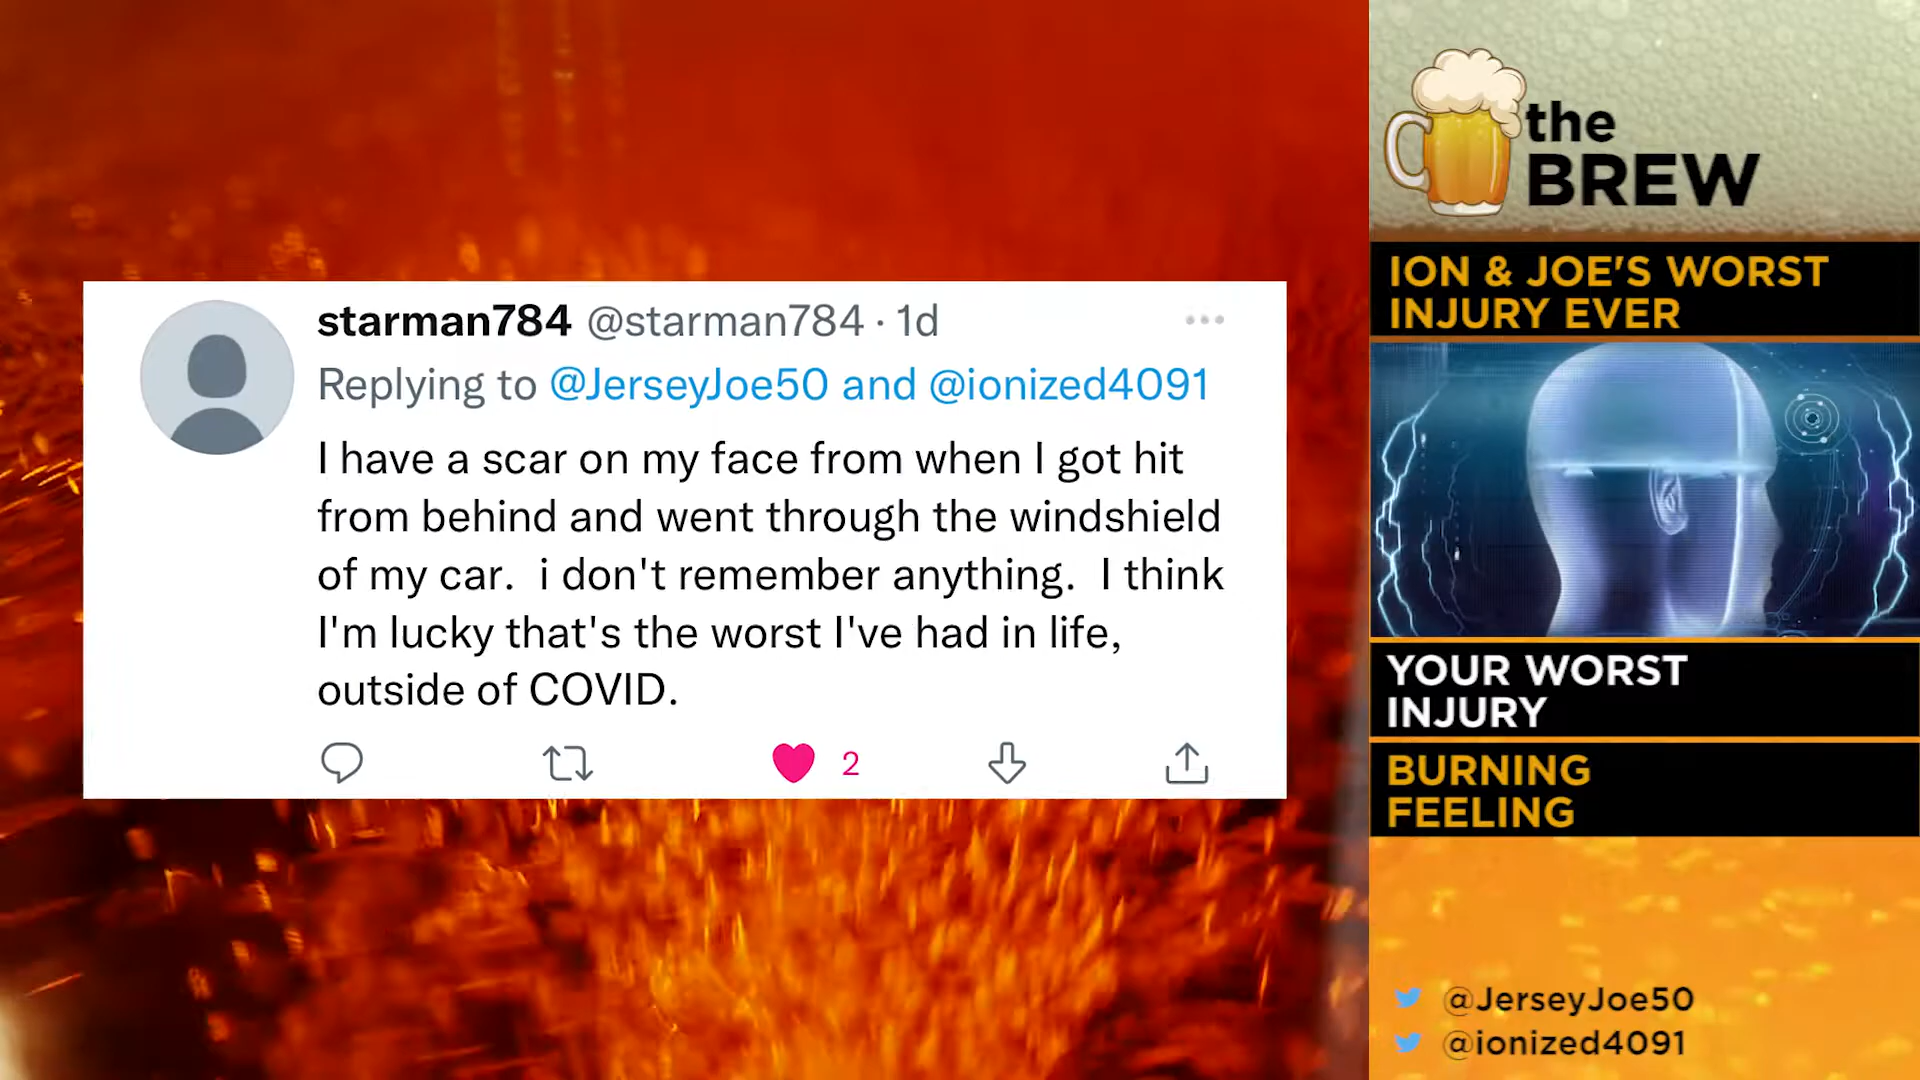 starman784 @starman784 · 1d
Replying to @JerseyJoe50 and @ionized4091
I have a scar on my face from when I got hit
from behind and went through the windshield
of my car.  i don't remember anything.  I think
I'm lucky that's the worst I've had in life,
outside of COVID.
2
the
BREW
ION & JOE'S WORST
INJURY EVER
YOUR WORST
INJURY
BURNING
FEELING
@JerseyJoe50
@ionized4091